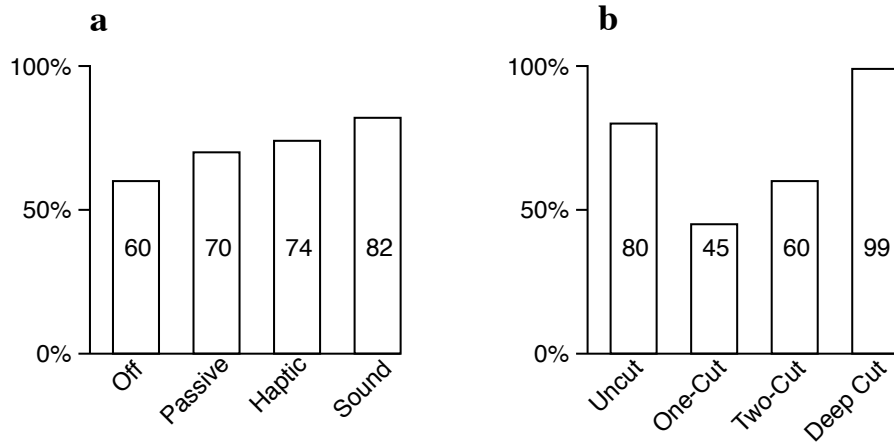 a
100%
50%
0%
60
70
74
82
Off
Passive
Haptic
Sound
b
100%
50%
0%
80
45
60
99
Uncut
One-Cut
Two-Cut
Deep Cut